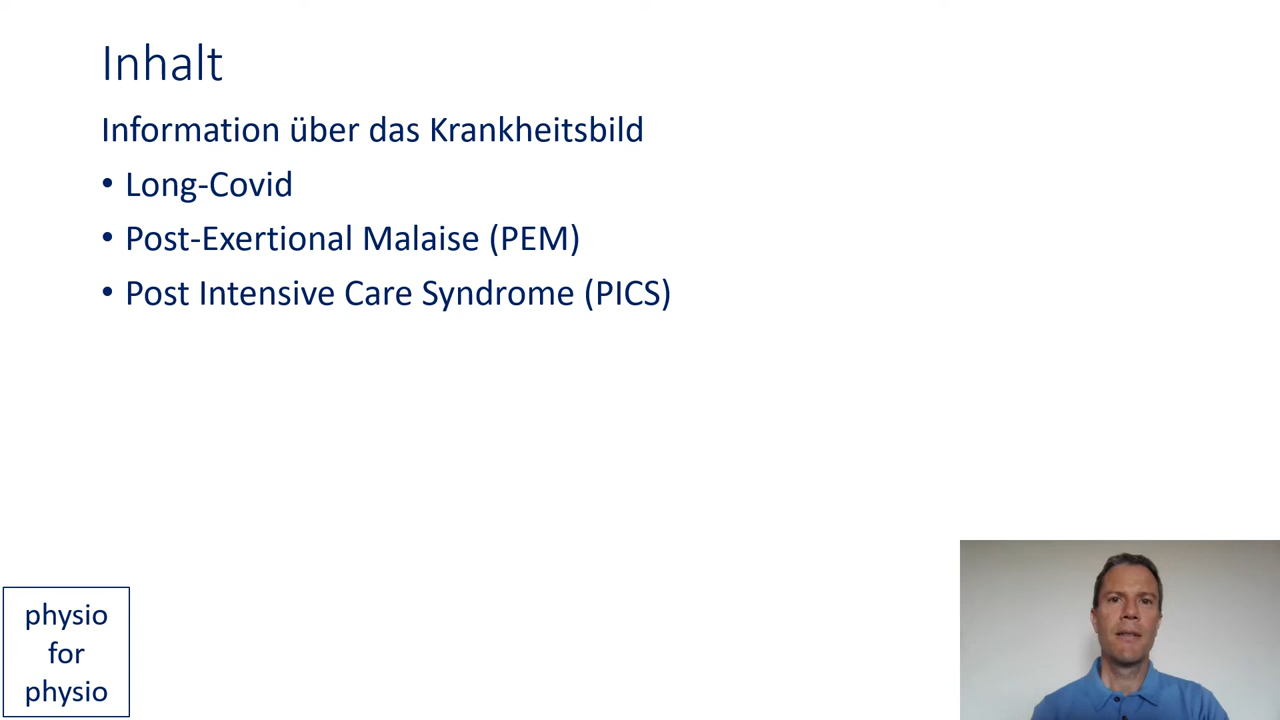 Inhalt
Information über das Krankheitsbild
• Long-Covid
• Post-Exertional Malaise (PEM)
• Post Intensive Care Syndrome (PICS)
physio
for
physio